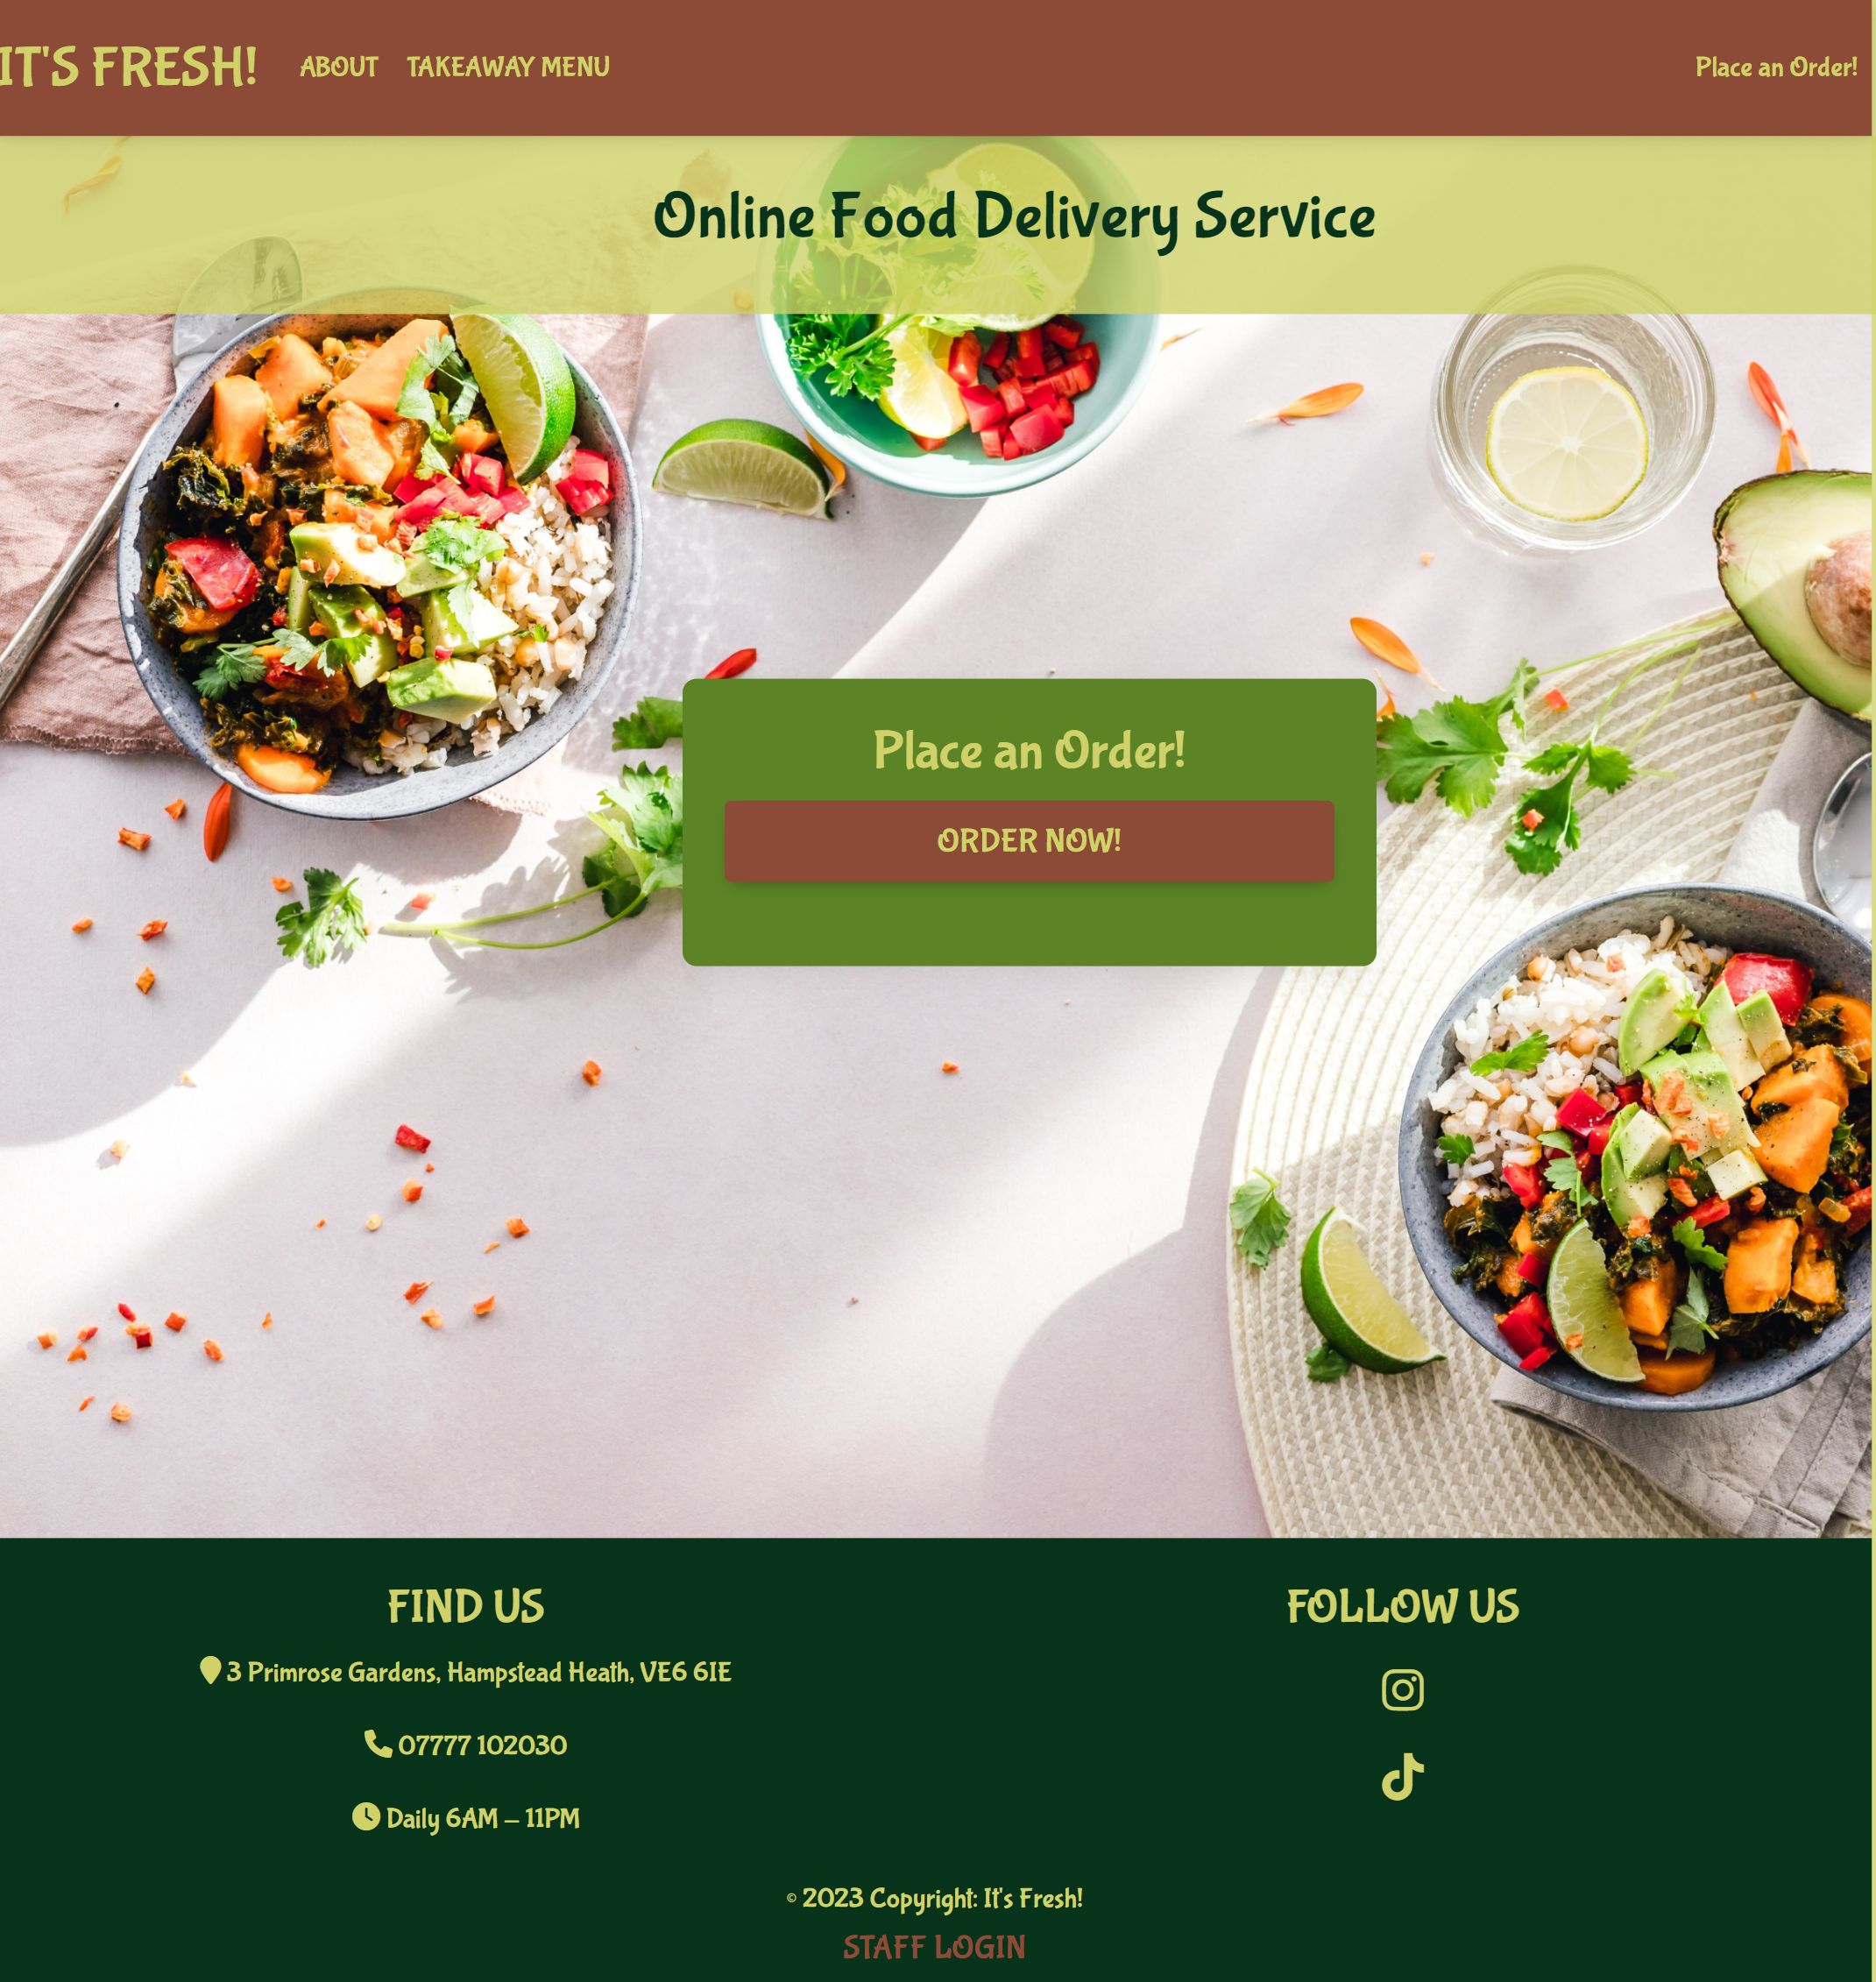 IT'S FRESH! ABOUT TAKEAWAY MENU Place an Order!
Online Food Delivery Service
Place an Order!
ORDER NOW!
FIND US
3 Primrose Gardens, Hampstead Heath, VE6 6IE
07777 102030
Daily 6AM – 11PM
FOLLOW US
© 2023 Copyright: It's Fresh!
STAFF LOGIN